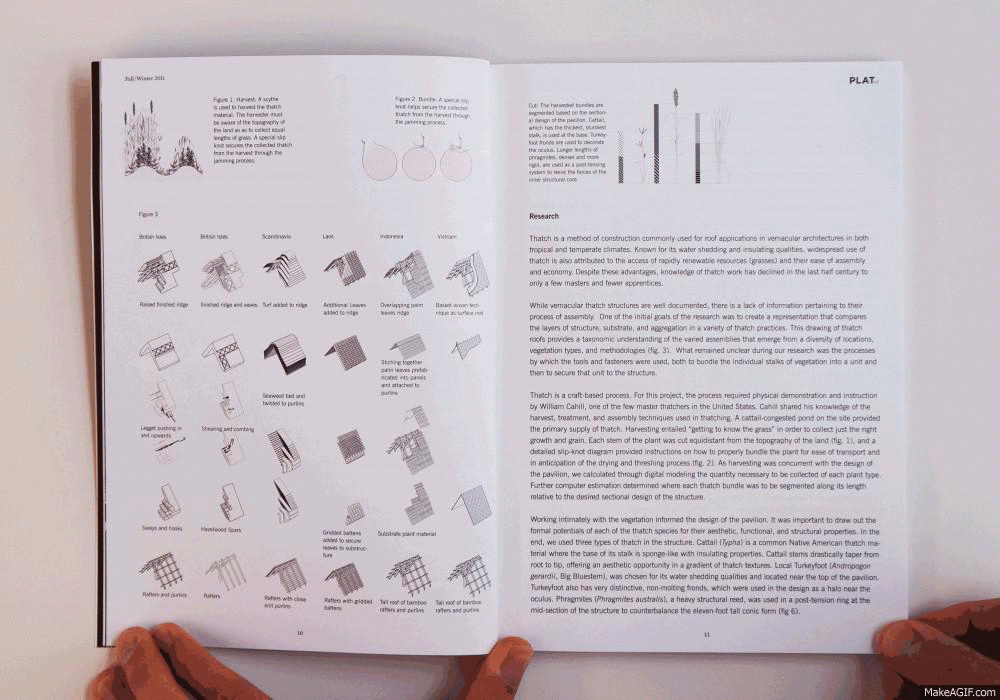 Fall/Winter 2011
Figure 1. Harvest: A scythe
is used to harvest the thatch
material. The harvester must
be aware of the topography of
the land so as to collect equal
lengths of grass. A special slip
knot secures the collected thatch
from the harvest through the
jamming process.
Figure 2. Bundle: A special slip
knot helps secure the collected
thatch from the harvest through
the jamming process.
Figure 3
British Isles
British Isles
Scandinavia
Laos
Indonesia
Vietnam
Raised finished ridge
finished ridge and eaves
Turf added to ridge
Additional Leaves
added to ridge
Overlapping palm
leaves ridge
Basket woven tech-
nique as surface mat
Stiching together
palm leaves prefab-
ricated into panels
and attached to
purlins
Seaweed tied and
twisted to purlins
Legget pushing in
and upwards
Shearing and combing
Sways and hooks
Hazelwood Spars
Gridded battens
added to secure
leaves to substruc-
ture
Substrate plant material
Rafters and purlins
Rafters
Rafters with close
knit purlins
Rafters with gridded
battens
Tall roof of bamboo
rafters and purlins
Tall roof of bamboo
rafters and purlins
10
PLAT
Cut: The harvested bundles are
segmented based on the section-
al design of the pavilion. Cattail,
which has the thickest, sturdiest
stalk, is used at the base. Turkey-
foot fronds are used to decorate
the oculus. Longer lengths of
phragmites, denser and more
rigid, are used as a post-tensing
system to resist the forces of the
inner structural core.
Research
Thatch is a method of construction commonly used for roof applications in vernacular architectures in both
tropical and temperate climates. Known for its water shedding and insulating qualities, widespread use of
thatch is also attributed to the access of rapidly renewable resources (grasses) and their ease of assembly
and economy. Despite these advantages, knowledge of thatch work has declined in the last half century to
only a few masters and fewer apprentices.
While vernacular thatch structures are well documented, there is a lack of information pertaining to their
process of assembly. One of the initial goals of the research was to create a representation that compares
the layers of structure, substrate, and aggregation in a variety of thatch practices. This drawing of thatch
roofs provides a taxonomic understanding of the varied assemblies that emerge from a diversity of locations,
vegetation types, and methodologies (fig. 3). What remained unclear during our research was the processes
by which the tools and fasteners were used, both to bundle the individual stalks of vegetation into a unit and
then to secure that unit to the structure.
Thatch is a craft-based process. For this project, the process required physical demonstration and instruction
by William Cahill, one of the few master thatchers in the United States. Cahill shared his knowledge of the
harvest, treatment, and assembly techniques used in thatching. A cattail-congested pond on the site provided
the primary supply of thatch. Harvesting entailed "getting to know the grass" in order to collect just the right
growth and grain. Each stem of the plant was cut equidistant from the topography of the land (fig. 1), and a
detailed slip-knot diagram provided instructions on how to properly bundle the plant for ease of transport and
in anticipation of the drying and threshing process (fig. 2). As harvesting was concurrent with the design of
the pavilion, we calculated through digital modeling the quantity necessary to be collected of each plant type.
Further computer estimation determined where each thatch bundle was to be segmented along its length
relative to the desired sectional design of the structure.
Working intimately with the vegetation informed the design of the pavilion. It was important to draw out the
formal potentials of each of the thatch species for their aesthetic, functional, and structural properties. In the
end, we used three types of thatch in the structure. Cattail (Typha) is a common Native American thatch ma-
terial where the base of its stalk is sponge-like with insulating properties. Cattail stems drastically taper from
root to tip, offering an aesthetic opportunity in a gradient of thatch textures. Local Turkeyfoot (Andropogon
gerardii, Big Bluestem), was chosen for its water shedding qualities and located near the top of the pavilion.
Turkeyfoot also has very distinctive, non-molting fronds, which were used in the design as a halo near the
oculus. Phragmites (Phragmites australis), a heavy structural reed, was used in a post-tension ring at the
mid-section of the structure to counterbalance the eleven-foot tall conic form (fig 6).
11
MakeAGIF.com